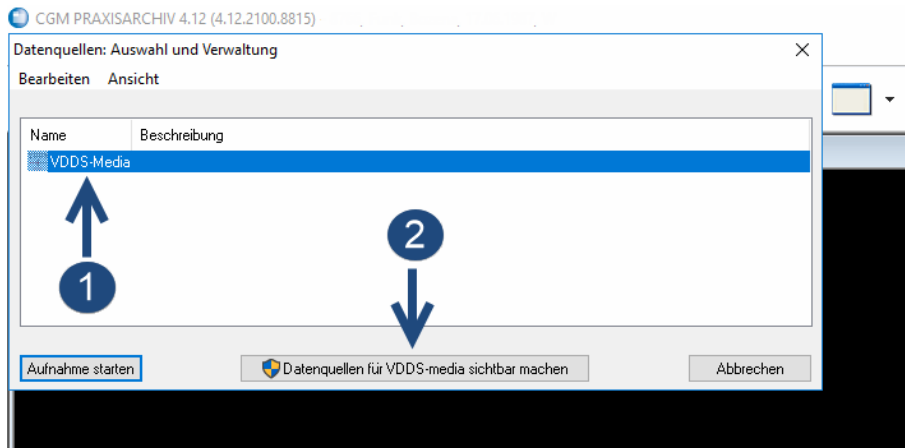 CGM PRAXISARCHIV 4.12 (4.12.2100.8815)
Datenquellen: Auswahl und Verwaltung
Bearbeiten Ansicht
Name Beschreibung
VDDS-Media
2
1
Aufnahme starten Datenquellen für VDDS-media sichtbar machen Abbrechen